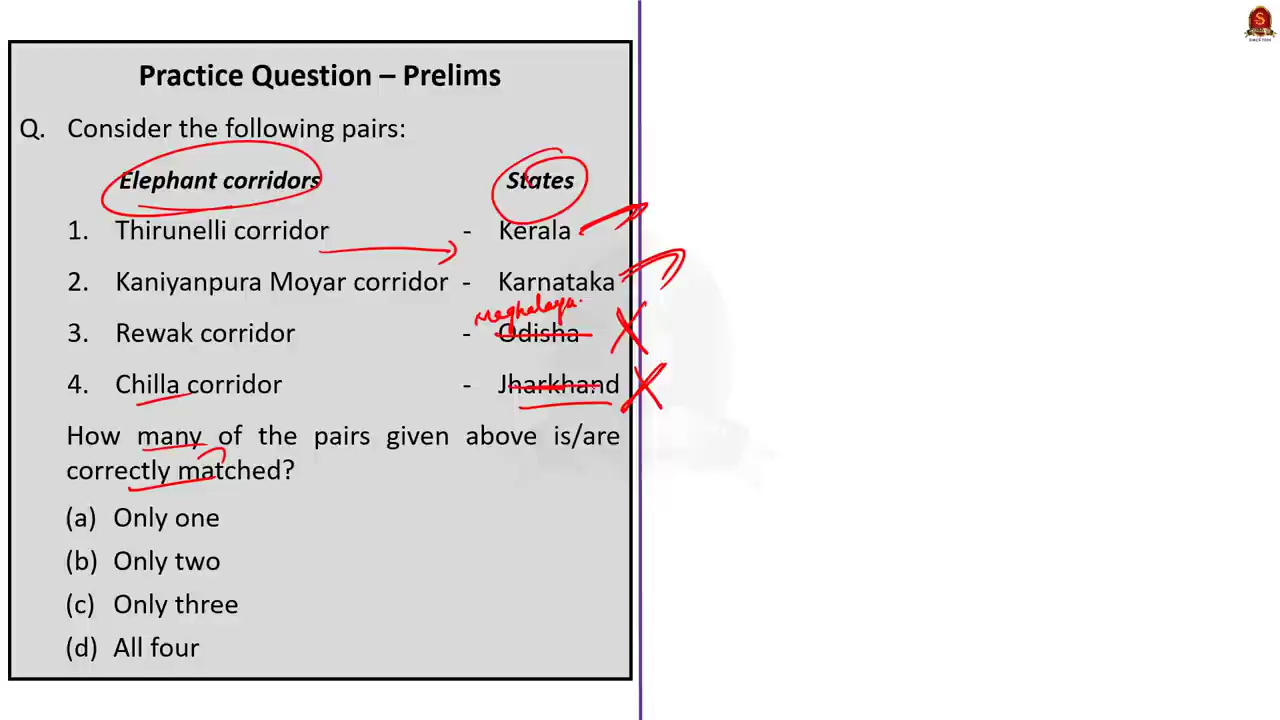 Practice Question – Prelims
Q. Consider the following pairs:
Elephant corridors States
1. Thirunelli corridor - Kerala
2. Kaniyanpura Moyar corridor - Karnataka
Meghalaya.
3. Rewak corridor - Odisha
4. Chilla corridor - Jharkhand
How many of the pairs given above is/are
correctly matched?
(a) Only one
(b) Only two
(c) Only three
(d) All four